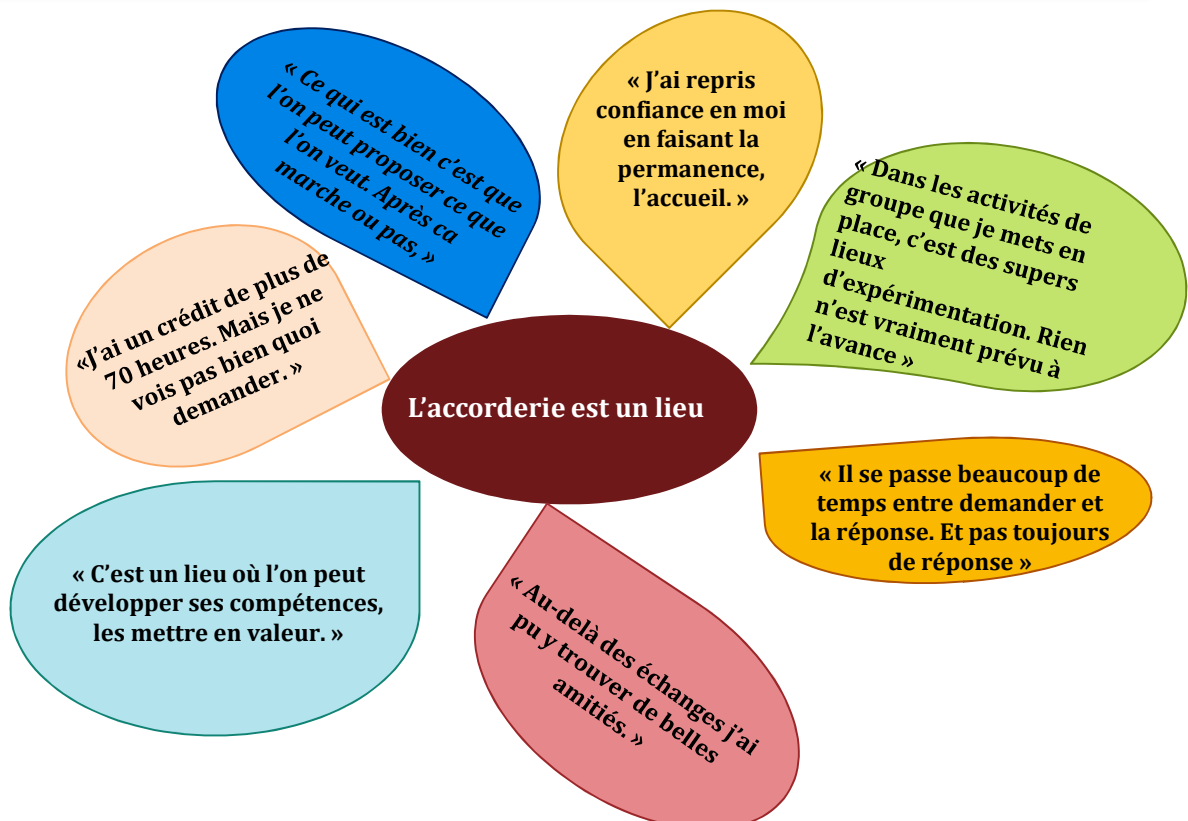 « Ce qui est bien c'est que
l'on peut proposer ce que
l'on veut. Après ca
marche ou pas, »
« J'ai repris
confiance en moi
en faisant la
permanence,
l'accueil. »
« Dans les activités de
groupe que je mets en
place, c'est des supers
lieux
d'expérimentation. Rien
n'est vraiment prévu à
l'avance »
«J'ai un crédit de plus de
70 heures. Mais je ne
vois pas bien quoi
demander. »
L'accorderie est un lieu
« Il se passe beaucoup de
temps entre demander et
la réponse. Et pas toujours
de réponse »
« C'est un lieu où l'on peut
développer ses compétences,
les mettre en valeur. »
« Au-delà des échanges j'ai
pu y trouver de belles
amitiés. »